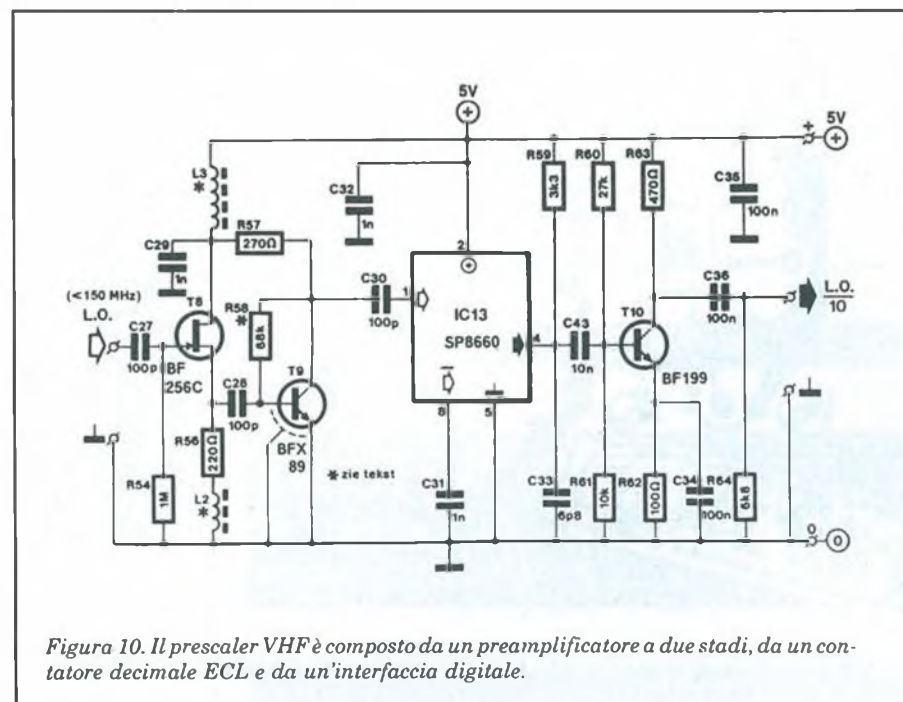 5V
+
+
5V
+
L3
*
R59
3k3
R60
27k
R63
470Ω
C35
100n
C32
1n
R57
270Ω
C29
1n
2
+
(<150 MHz)
L.O.
C27
100p
T8
BF
256C
R58
*
68k
C30
100p
1
IC13
SP8660
4
C43
10n
T10
BF199
C36
100n
L.O.
10
C28
100p
T9
BFX
89
8
5
R56
220Ω
* zie tekst
R54
1M
L2
*
C31
1n
C33
6p8
R61
10k
R62
100Ω
C34
100n
R64
6k8
0
0
Figura 10. Il prescaler VHF è composto da un preamplificatore a due stadi, da un con-
tatore decimale ECL e da un'interfaccia digitale.